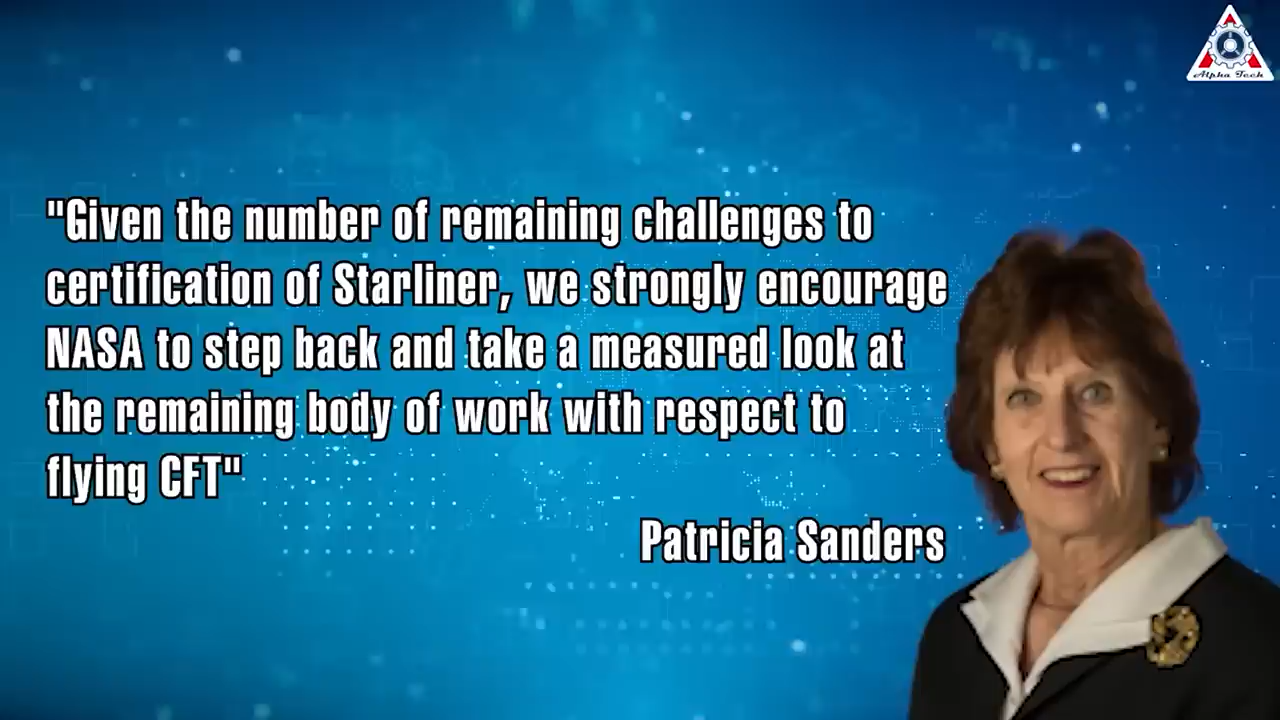 Alpha Tech
"Given the number of remaining challenges to
certification of Starliner, we strongly encourage
NASA to step back and take a measured look at
the remaining body of work with respect to
flying CFT"
Patricia Sanders